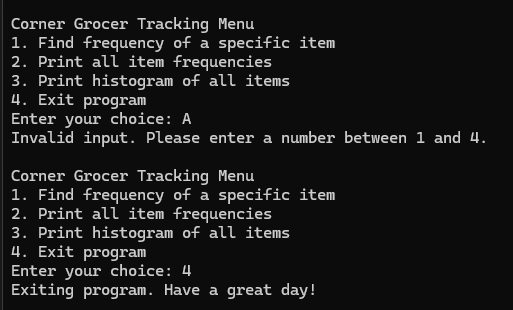 Corner Grocer Tracking Menu
1. Find frequency of a specific item
2. Print all item frequencies
3. Print histogram of all items
4. Exit program
Enter your choice: A
Invalid input. Please enter a number between 1 and 4.
Corner Grocer Tracking Menu
1. Find frequency of a specific item
2. Print all item frequencies
3. Print histogram of all items
4. Exit program
Enter your choice: 4
Exiting program. Have a great day!